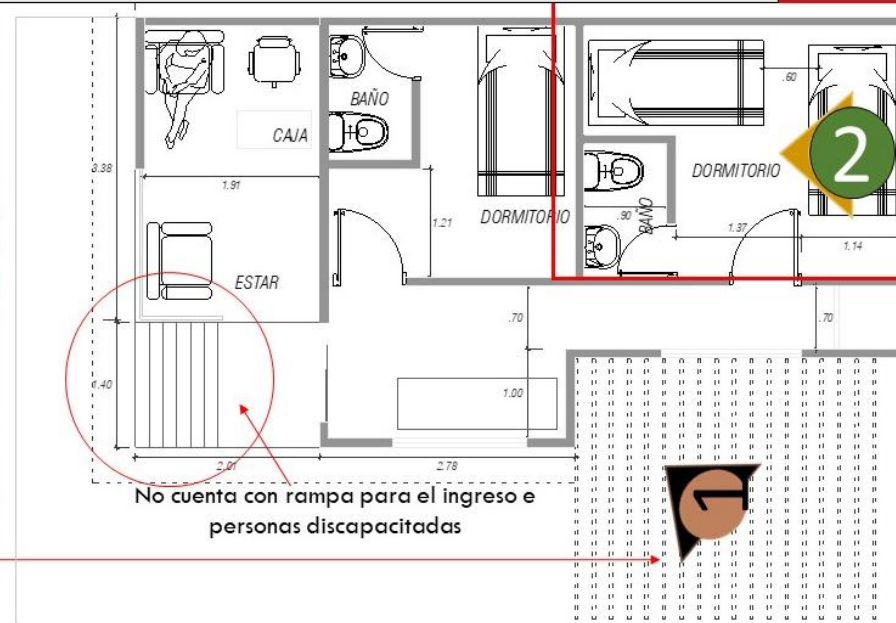 BAÑO
CAJA
.60
2
DORMITORIO
3.38
1.91
1.21
DORMITORIO
.90
BAÑO
1.37
1.14
ESTAR
.70
.70
1.40
1.00
2.01
2.78
1
No cuenta con rampa para el ingreso e
personas discapacitadas